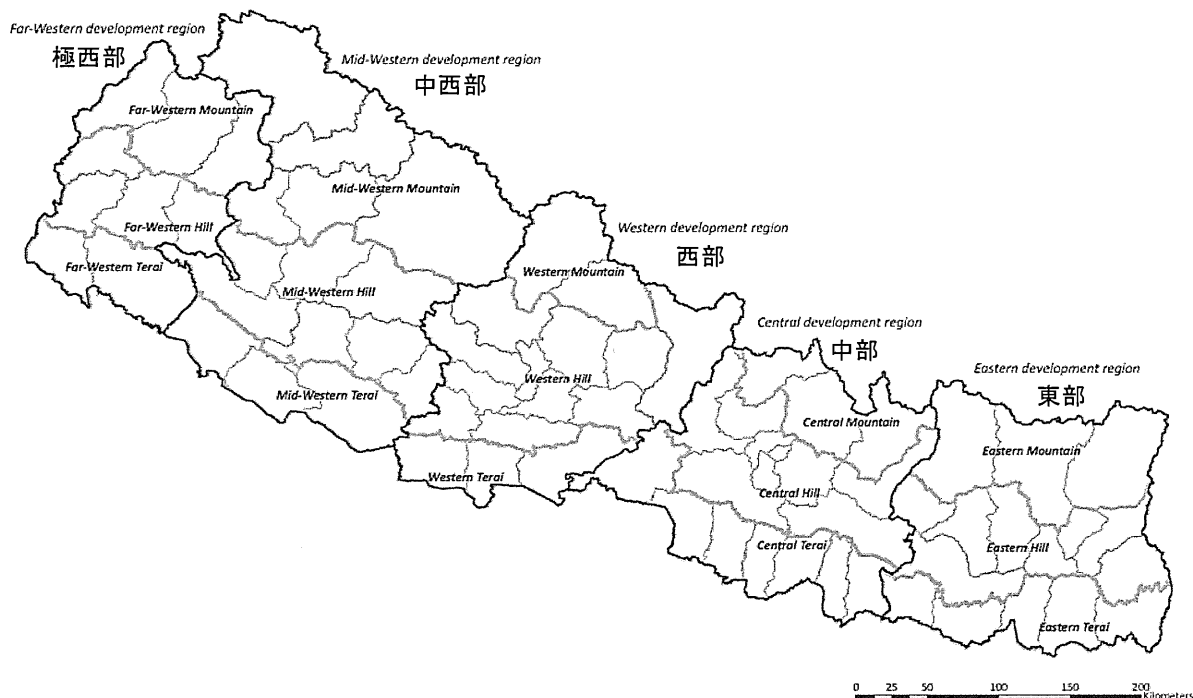 Far-Western development region
極西部
Mid-Western development region
中西部
Far-Western Mountain
Mid-Western Mountain
Far-Western Hill
Western development region
西部
Far-Western Terai
Western Mountain
Mid-Western Hill
Central development region
中部
Eastern development region
東部
Western Hill
Mid-Western Terai
Central Mountain
Eastern Mountain
Western Terai
Central Hill
Central Terai
Eastern Hill
Eastern Terai
0 25 50 100 150 200
Kilometers